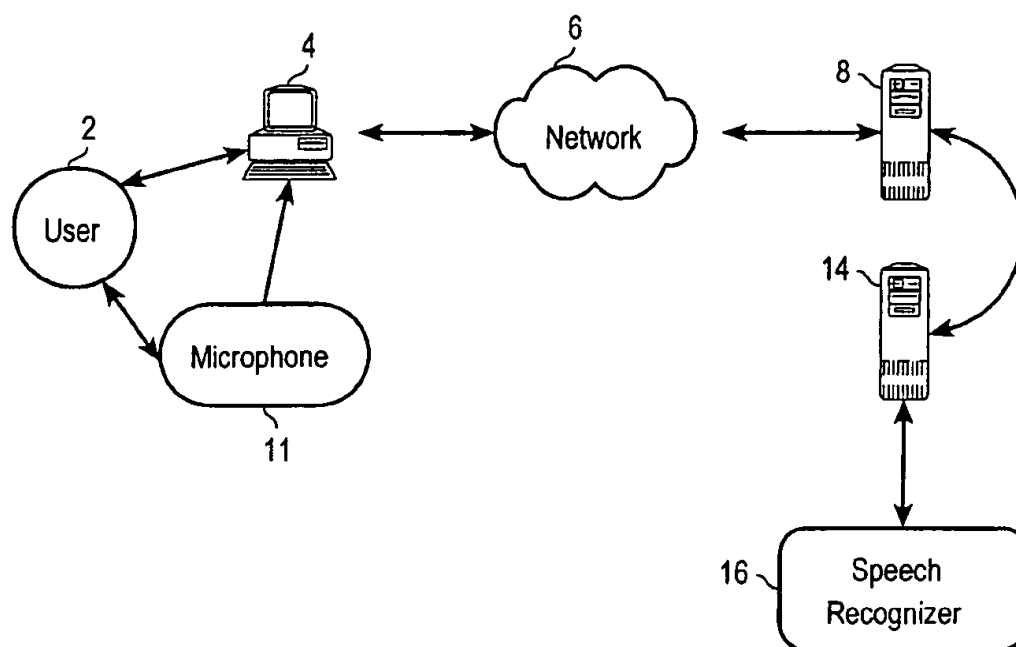 6
4
8
2
Network
User
14
Microphone
11
16
Speech
Recognizer